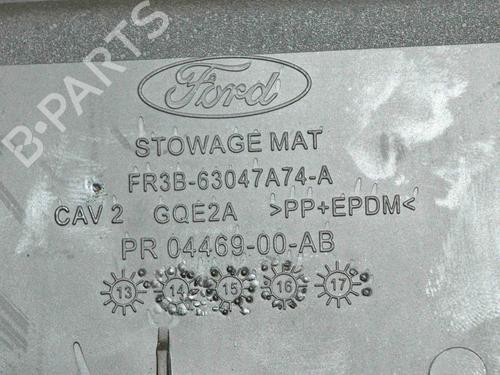 B-PARTS
Ford
STOWAGE MAT
FR3B-63047A74-A
CAV 2 GQE2A >PP+EPDM<
PR 04469-00-AB
13 14 15 16 17